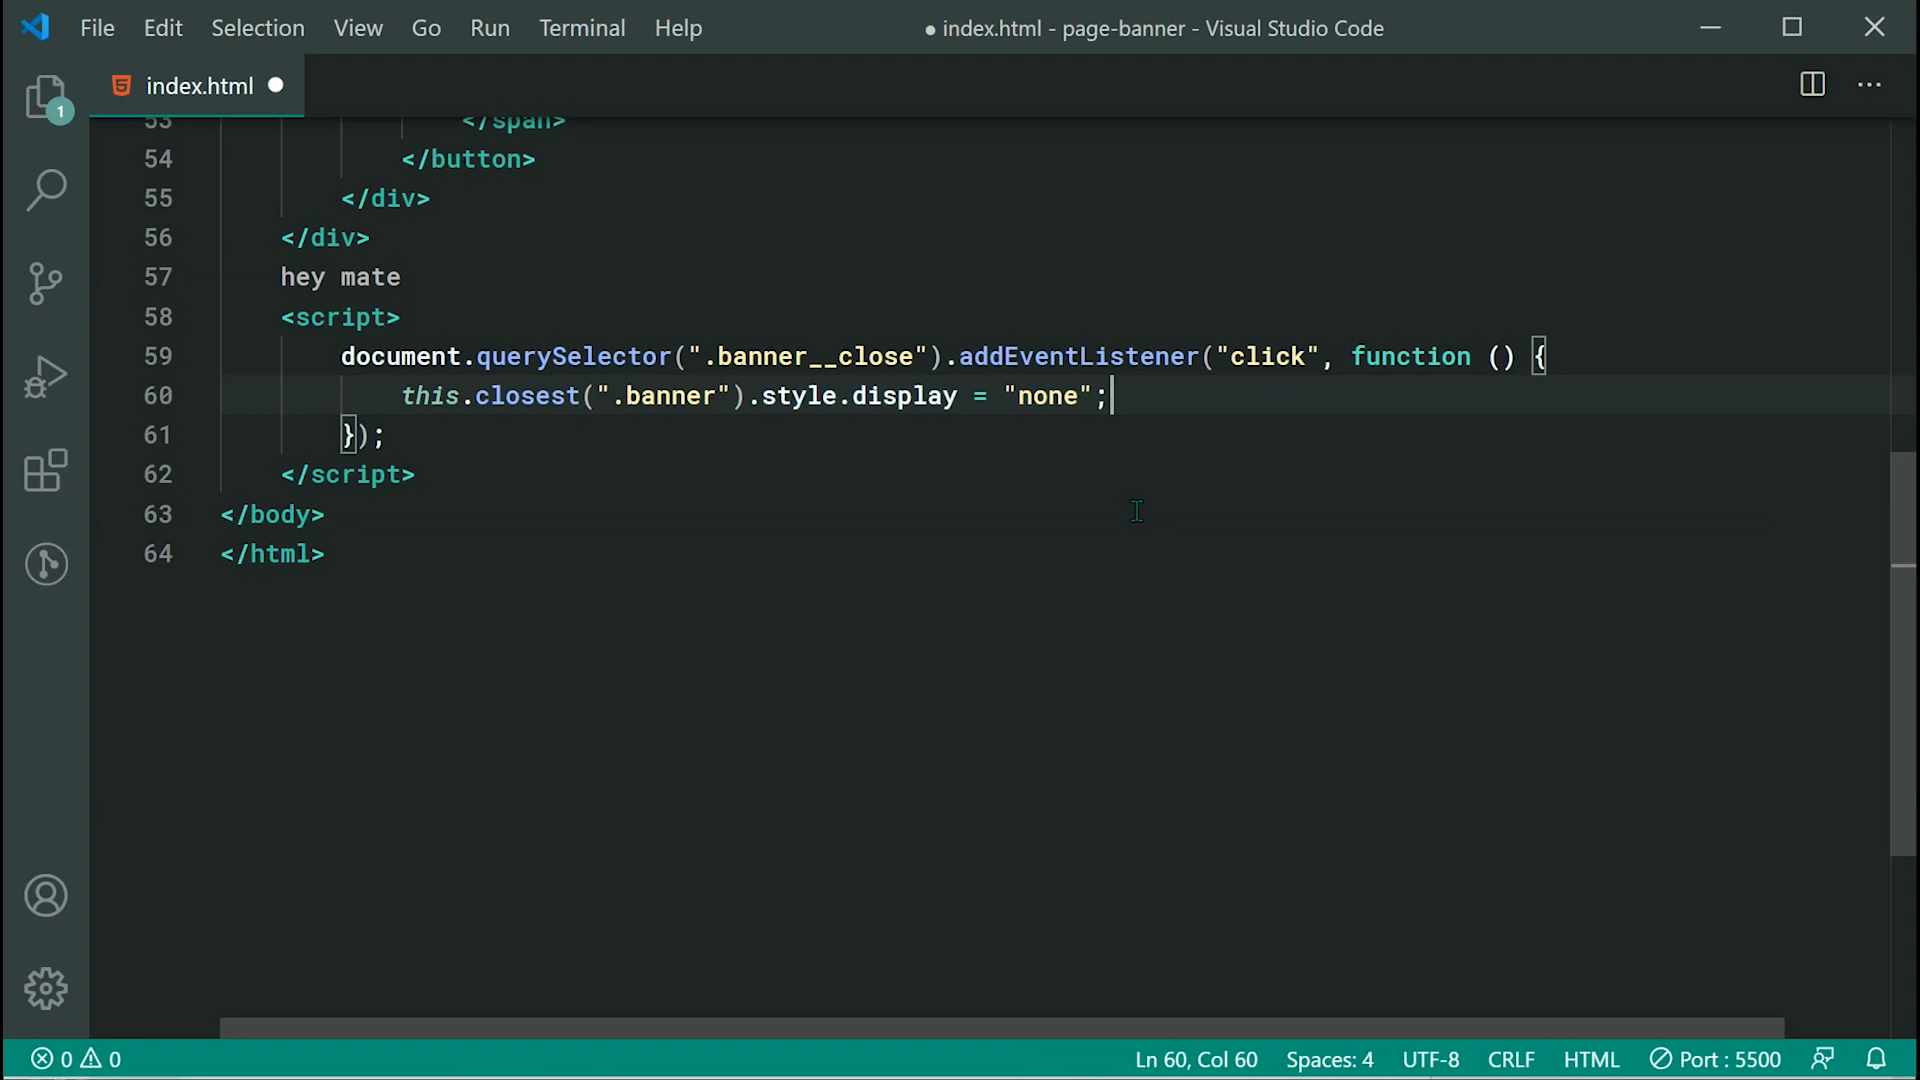 File Edit Selection View Go Run Terminal Help
● index.html - page-banner - Visual Studio Code
1
index.html ●
53 </span>
54 </button>
55 </div>
56 </div>
57 hey mate
58 <script>
59 document.querySelector(".banner__close").addEventListener("click", function () {
60 this.closest(".banner").style.display = "none";
61 });
62 </script>
63 </body>
64 </html>
0 0 Ln 60, Col 60 Spaces: 4 UTF-8 CRLF HTML Port : 5500